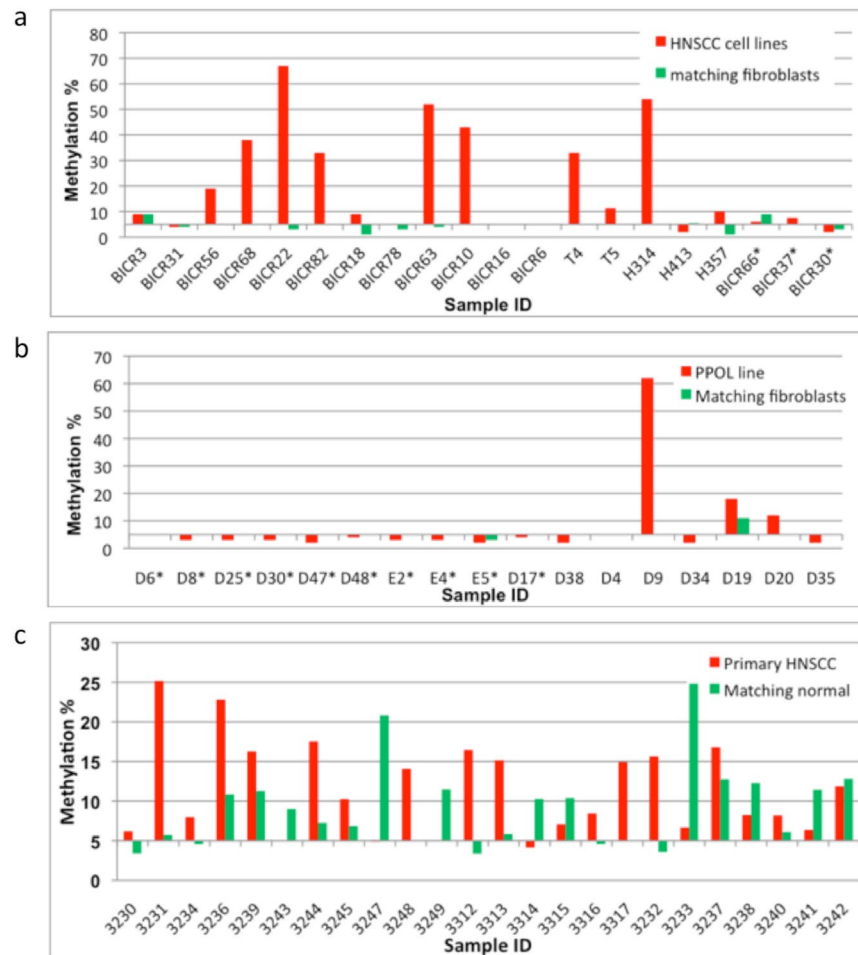 a
80
70
60
50
40
30
20
10
0
Methylation %
HNSCC cell lines
matching fibroblasts
BICR3 BICR31 BICR56 BICR68 BICR22 BICR82 BICR18 BICR78 BICR63 BICR10 BICR16 BICR6 T4 T5 H314 H413 H357 BICR66* BICR37* BICR30*
Sample ID
b
70
60
50
40
30
20
10
0
Methylation %
PPOL line
Matching fibroblasts
D6* D8* D25* D30* D47* D48* E2* E4* E5* D17* D38 D4 D9 D34 D19 D20 D35
Sample ID
c
30
25
20
15
10
5
0
Methylation %
Primary HNSCC
Matching normal
3230 3231 3234 3236 3239 3243 3244 3245 3247 3248 3249 3312 3313 3314 3315 3316 3317 3232 3233 3237 3238 3240 3241 3242
Sample ID